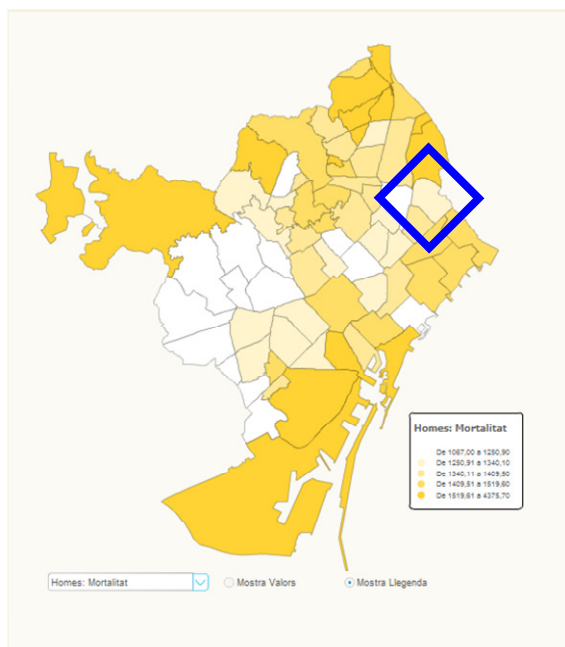 Homes: Mortalitat
De 1067,00 a 1250,90
De 1250,91 a 1340,10
De 1340,11 a 1409,50
De 1409,51 a 1519,60
De 1519,61 a 4375,70
Homes: Mortalitat Mostra Valors Mostra Llegenda